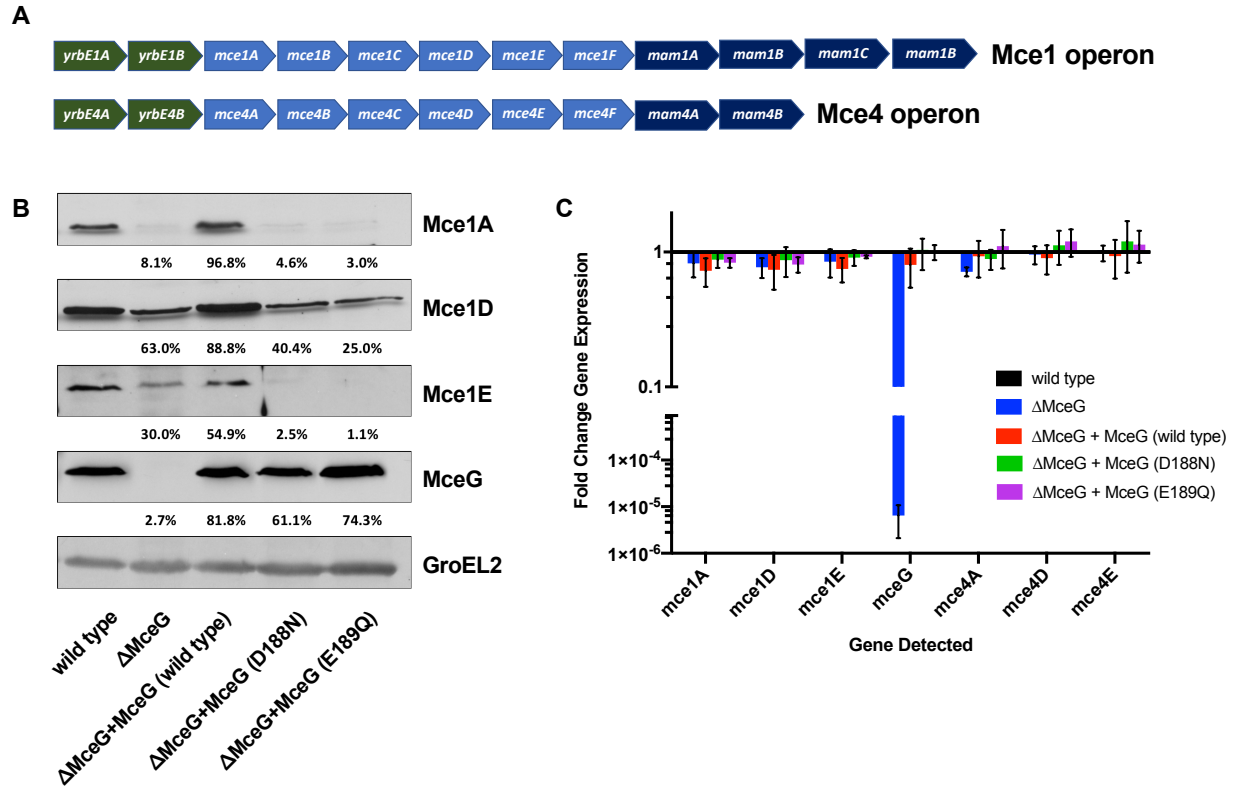 A
yrbE1A yrbE1B mce1A mce1B mce1C mce1D mce1E mce1F mam1A mam1B mam1C mam1B Mce1 operon
yrbE4A yrbE4B mce4A mce4B mce4C mce4D mce4E mce4F mam4A mam4B Mce4 operon
B
Mce1A
8.1% 96.8% 4.6% 3.0%
Mce1D
63.0% 88.8% 40.4% 25.0%
Mce1E
30.0% 54.9% 2.5% 1.1%
MceG
2.7% 81.8% 61.1% 74.3%
GroEL2
wild type
ΔMceG
ΔMceG+MceG (wild type)
ΔMceG+MceG (D188N)
ΔMceG+MceG (E189Q)
C
Fold Change Gene Expression
1
0.1
1×10-4
1×10-5
1×10-6
wild type
ΔMceG
ΔMceG + MceG (wild type)
ΔMceG + MceG (D188N)
ΔMceG + MceG (E189Q)
mce1A
mce1D
mce1E
mceG
mce4A
mce4D
mce4E
Gene Detected